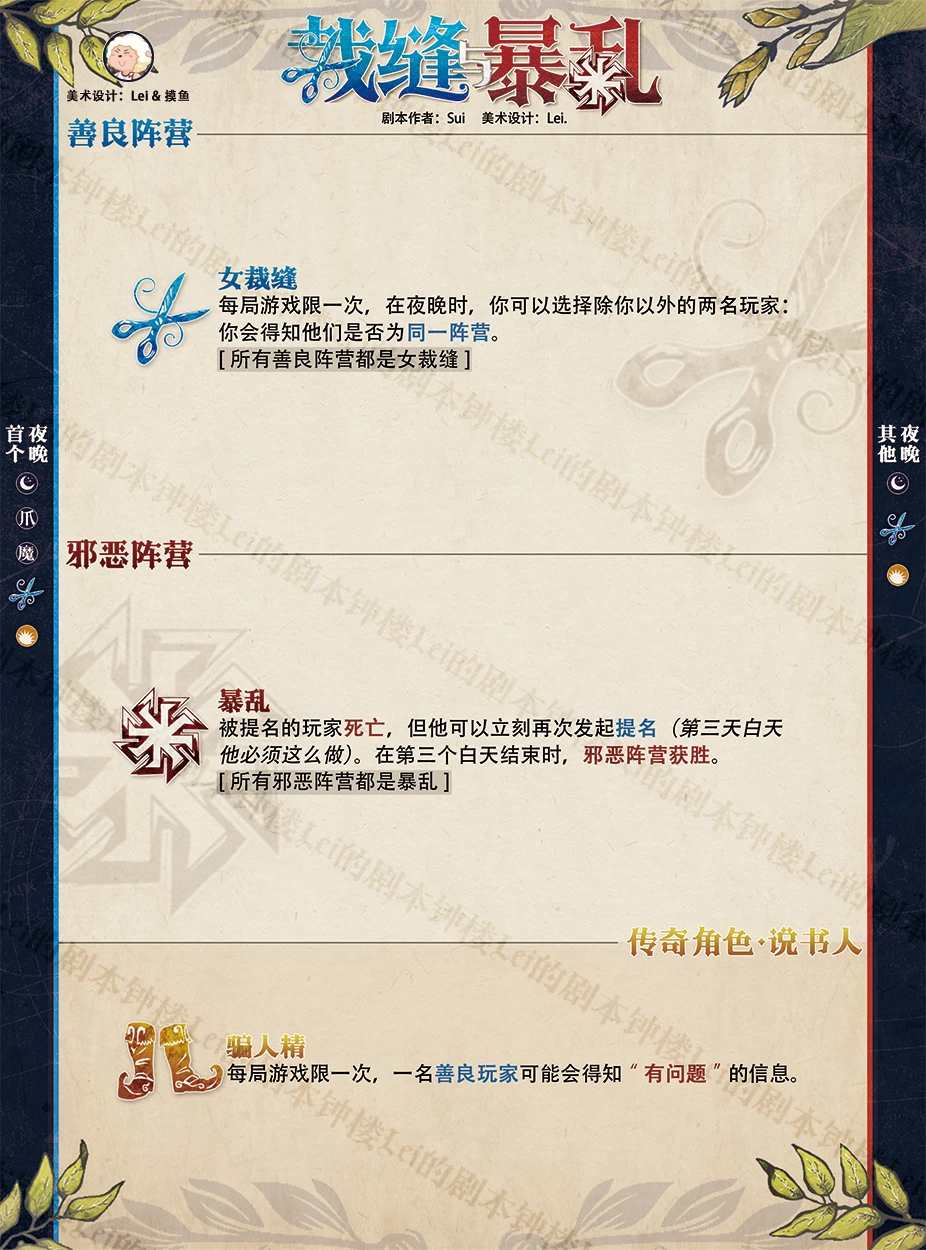 裁缝与暴乱
美术设计：Lei & 摸鱼
剧本作者：Sui 美术设计：Lei.
善良阵营
女裁缝
每局游戏限一次，在夜晚时，你可以选择除你以外的两名玩家：
你会得知他们是否为同一阵营。
[ 所有善良阵营都是女裁缝 ]
首个夜晚
爪
魔
其他夜晚
邪恶阵营
暴乱
被提名的玩家死亡，但他可以立刻再次发起提名（第三天白天
他必须这么做）。在第三个白天结束时，邪恶阵营获胜。
[ 所有邪恶阵营都是暴乱 ]
传奇角色·说书人
骗人精
每局游戏限一次，一名善良玩家可能会得知“有问题”的信息。
钟楼Lei的剧本